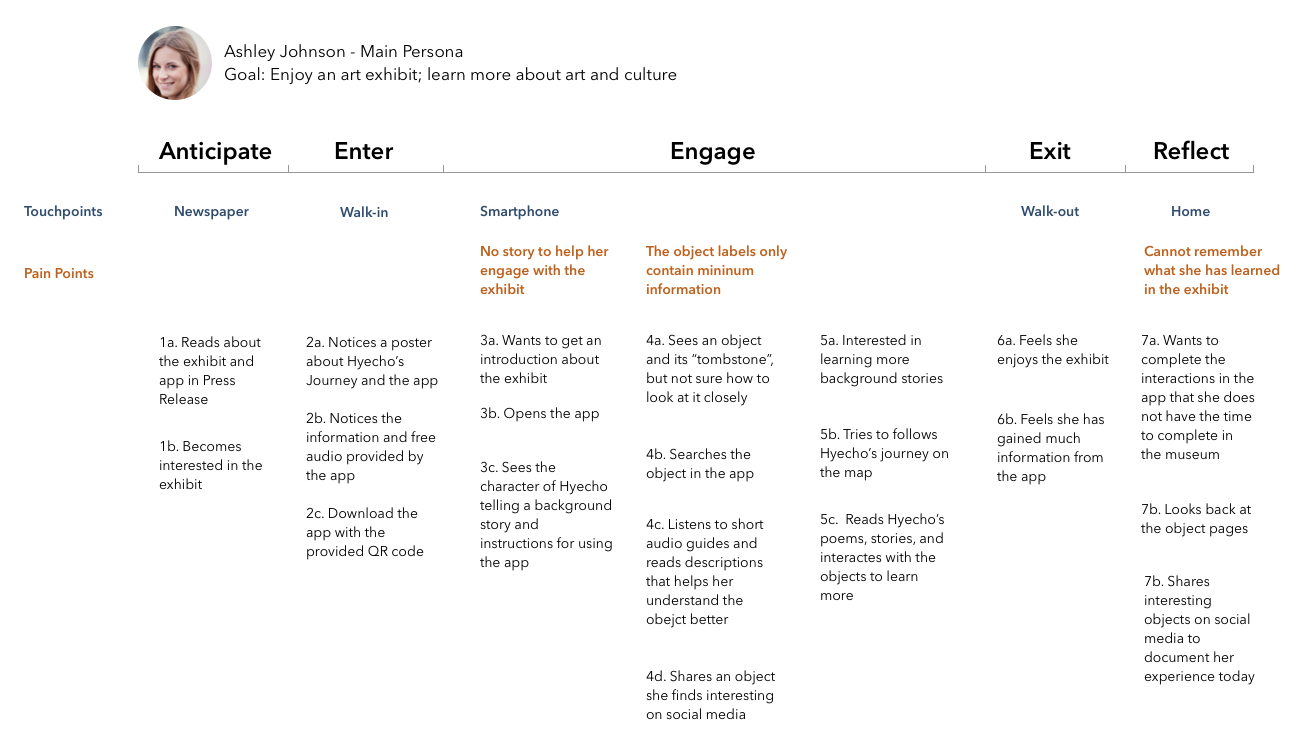 Ashley Johnson - Main Persona
Goal: Enjoy an art exhibit; learn more about art and culture
Anticipate
Enter
Engage
Exit
Reflect
Touchpoints
Newspaper
Walk-in
Smartphone
Walk-out
Home
Pain Points
No story to help her
engage with the
exhibit
The object labels only
contain mininum
information
Cannot remember
what she has learned
in the exhibit
1a. Reads about
the exhibit and
app in Press
Release
1b. Becomes
interested in the
exhibit
2a. Notices a poster
about Hyecho’s
Journey and the app
2b. Notices the
information and free
audio provided by
the app
2c. Download the
app with the
provided QR code
3a. Wants to get an
introduction about
the exhibit
3b. Opens the app
3c. Sees the
character of Hyecho
telling a background
story and
instructions for using
the app
4a. Sees an object
and its “tombstone”,
but not sure how to
look at it closely
4b. Searches the
object in the app
4c. Listens to short
audio guides and
reads descriptions
that helps her
understand the
obejct better
4d. Shares an object
she finds interesting
on social media
5a. Interested in
learning more
background stories
5b. Tries to follows
Hyecho’s journey on
the map
5c.  Reads Hyecho’s
poems, stories, and
interactes with the
objects to learn
more
6a. Feels she
enjoys the exhibit
6b. Feels she has
gained much
information from
the app
7a. Wants to
complete the
interactions in the
app that she does
not have the time
to complete in
the museum
7b. Looks back at
the object pages
7b. Shares
interesting
objects on social
media to
document her
experience today